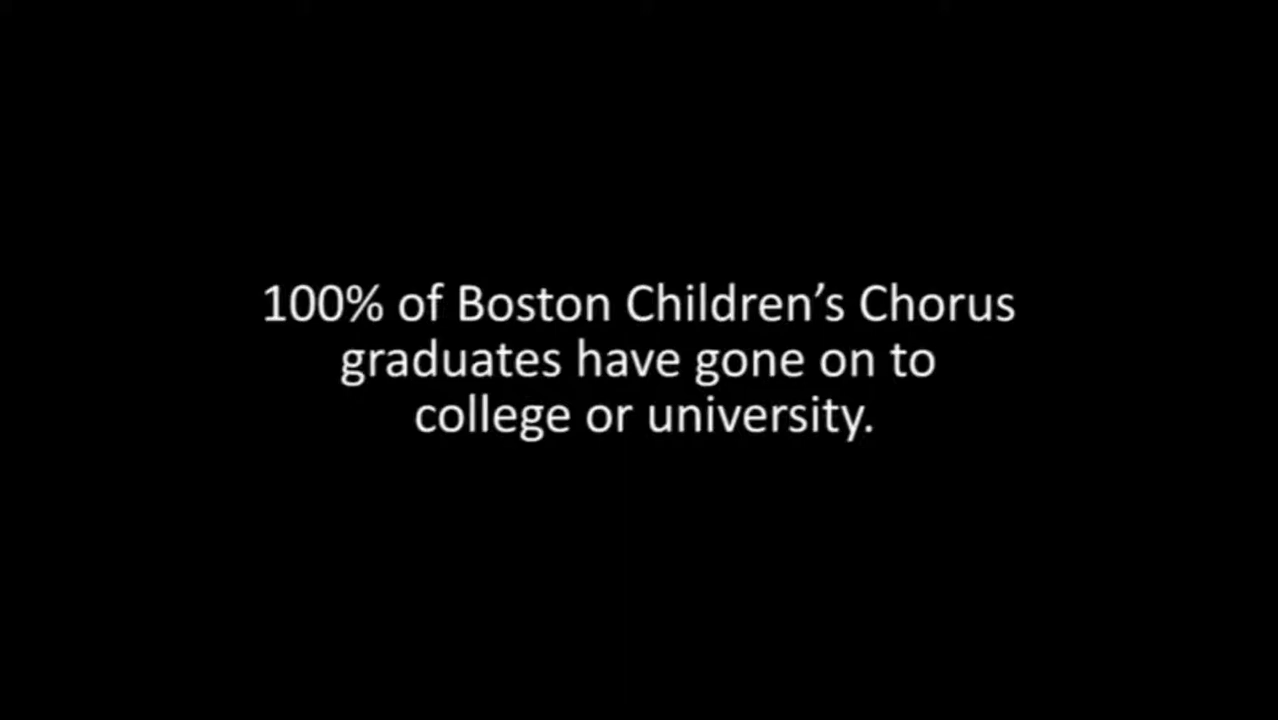 100% of Boston Children’s Chorus
graduates have gone on to
college or university.